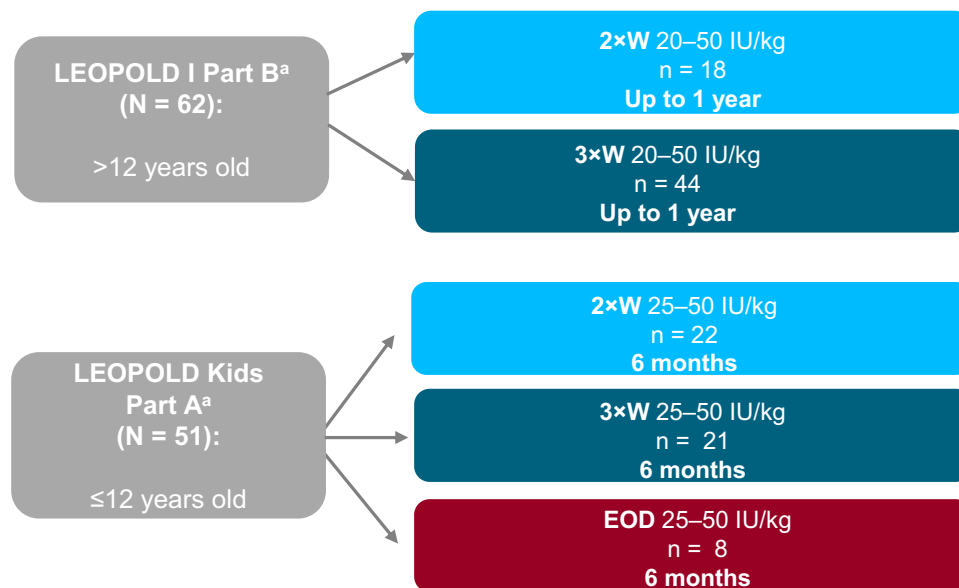 LEOPOLD I Part Bᵃ
(N = 62):
>12 years old
2×W 20–50 IU/kg
n = 18
Up to 1 year
3×W 20–50 IU/kg
n = 44
Up to 1 year
LEOPOLD Kids
Part Aᵃ
(N = 51):
≤12 years old
2×W 25–50 IU/kg
n = 22
6 months
3×W 25–50 IU/kg
n =  21
6 months
EOD 25–50 IU/kg
n =  8
6 months